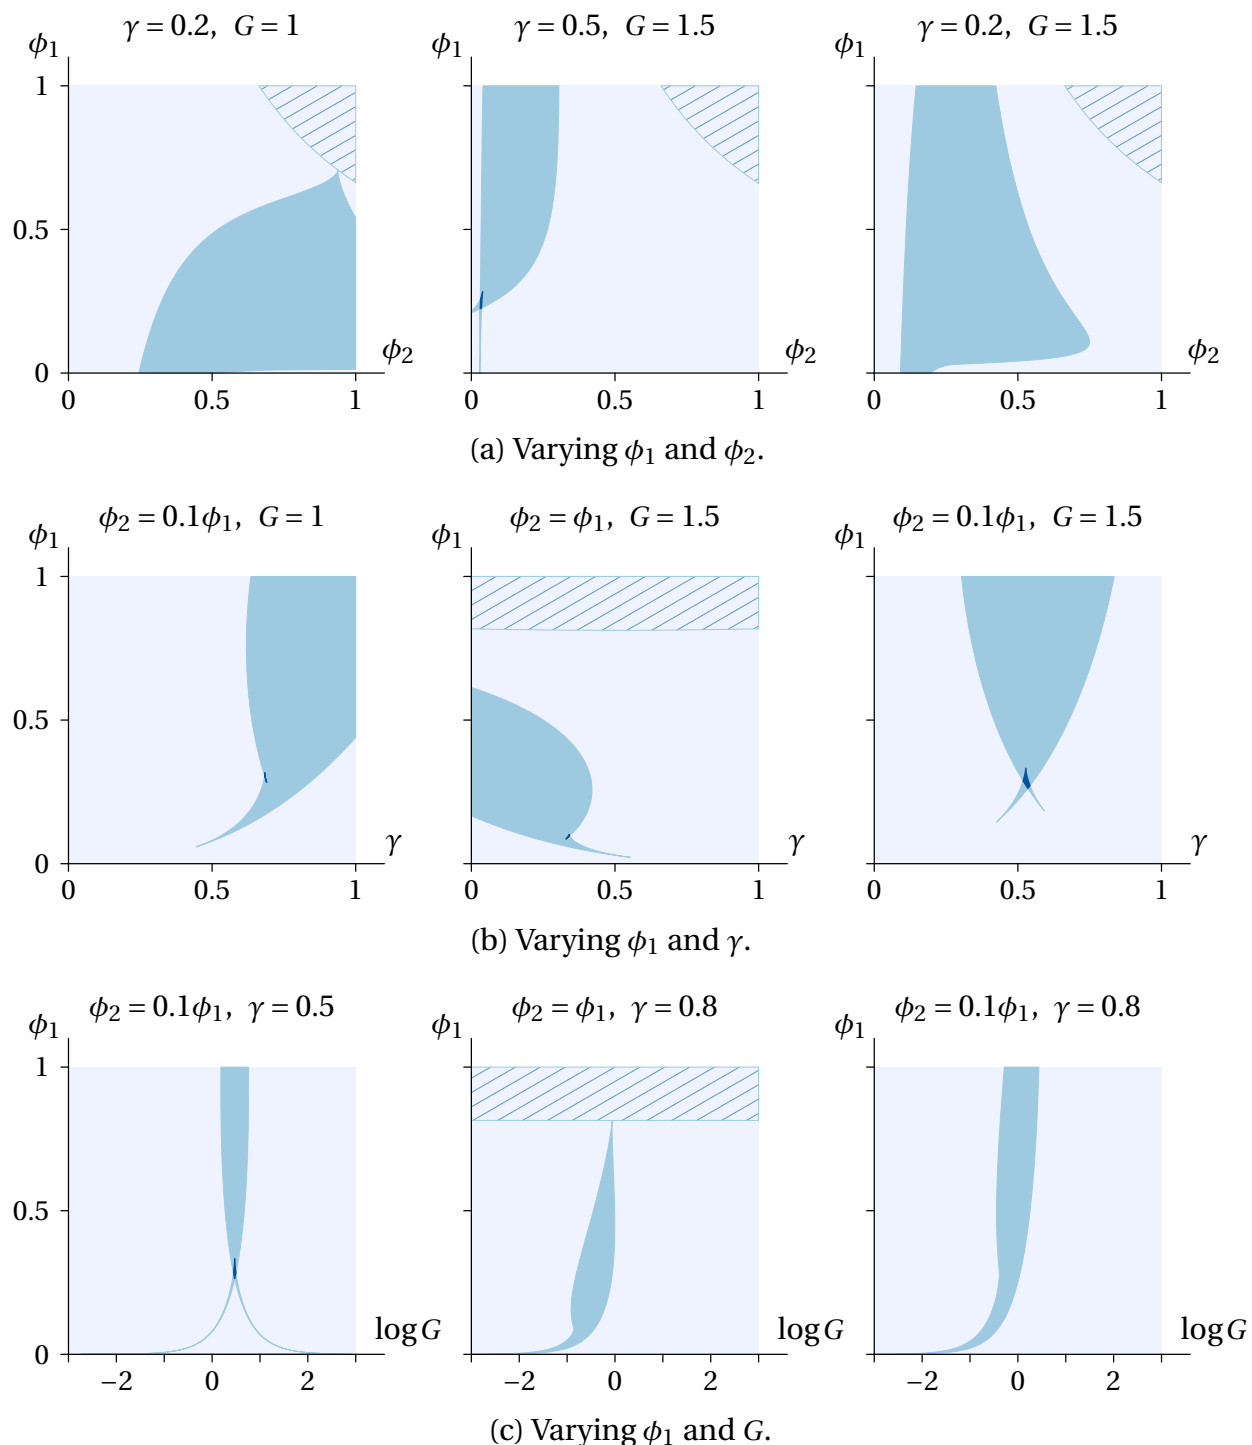 γ = 0.2, G = 1
γ = 0.5, G = 1.5
γ = 0.2, G = 1.5
ϕ₁
ϕ₁
ϕ₁
1
0.5
0
ϕ₂
ϕ₂
ϕ₂
0 0.5 1
0 0.5 1
0 0.5 1
(a) Varying ϕ₁ and ϕ₂.
ϕ₂ = 0.1ϕ₁, G = 1
ϕ₂ = ϕ₁, G = 1.5
ϕ₂ = 0.1ϕ₁, G = 1.5
ϕ₁
ϕ₁
ϕ₁
1
0.5
0
γ
γ
γ
0 0.5 1
0 0.5 1
0 0.5 1
(b) Varying ϕ₁ and γ.
ϕ₂ = 0.1ϕ₁, γ = 0.5
ϕ₂ = ϕ₁, γ = 0.8
ϕ₂ = 0.1ϕ₁, γ = 0.8
ϕ₁
ϕ₁
ϕ₁
1
0.5
0
log G
log G
log G
−2 0 2
−2 0 2
−2 0 2
(c) Varying ϕ₁ and G.